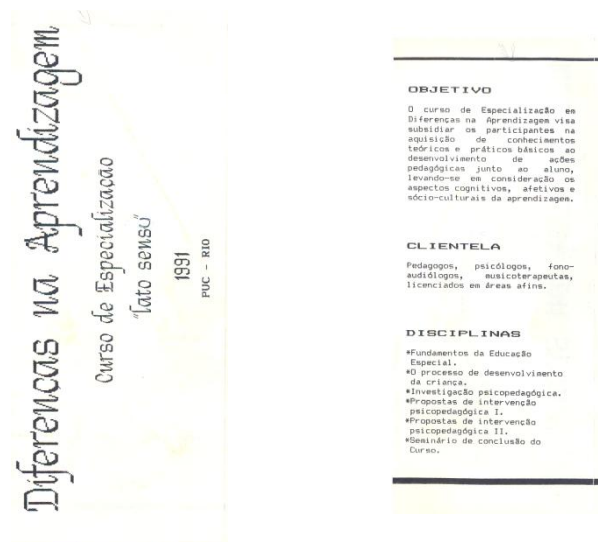 Diferencas na Aprendizagem
Curso de Especializacao
"lato sensu"
1991
PUC - RIO
OBJETIVO
O curso de Especialização em
Diferenças na Aprendizagem visa
subsidiar os participantes na
aquisição de conhecimentos
teóricos e práticos básicos ao
desenvolvimento de ações
pedagógicas junto ao aluno,
levando-se em consideração os
aspectos cognitivos, afetivos e
sócio-culturais da aprendizagem.
CLIENTELA
Pedagogos, psicólogos, fono-
audiólogos, musicoterapeutas,
licenciados em áreas afins.
DISCIPLINAS
*Fundamentos da Educação
Especial.
*O processo de desenvolvimento
da criança.
*Investigação psicopedagógica.
*Propostas de intervenção
psicopedagógica I.
*Propostas de intervenção
psicopedagógica II.
*Seminário de conclusão do
Curso.